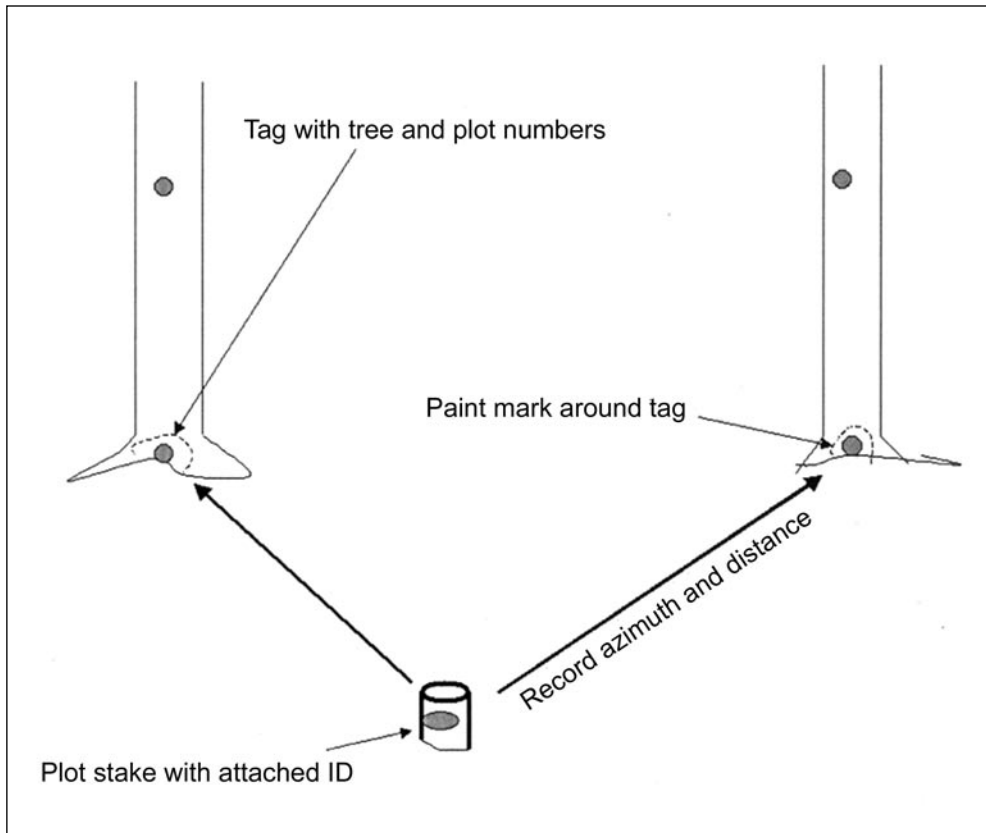 Tag with tree and plot numbers
Paint mark around tag
Record azimuth and distance
Plot stake with attached ID